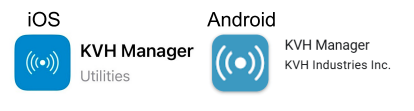 iOS
KVH Manager
Utilities
Android
KVH Manager
KVH Industries Inc.